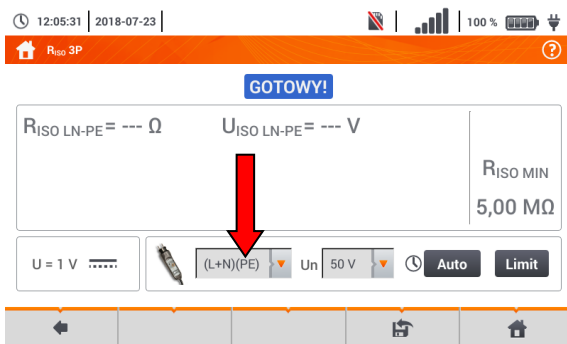 12:05:31 2018-07-23 100 %
RISO 3P ?
GOTOWY!
RISO LN-PE= --- Ω UISO LN-PE= --- V
RISO MIN
5,00 MΩ
U = 1 V (L+N)(PE) Un 50 V Auto Limit